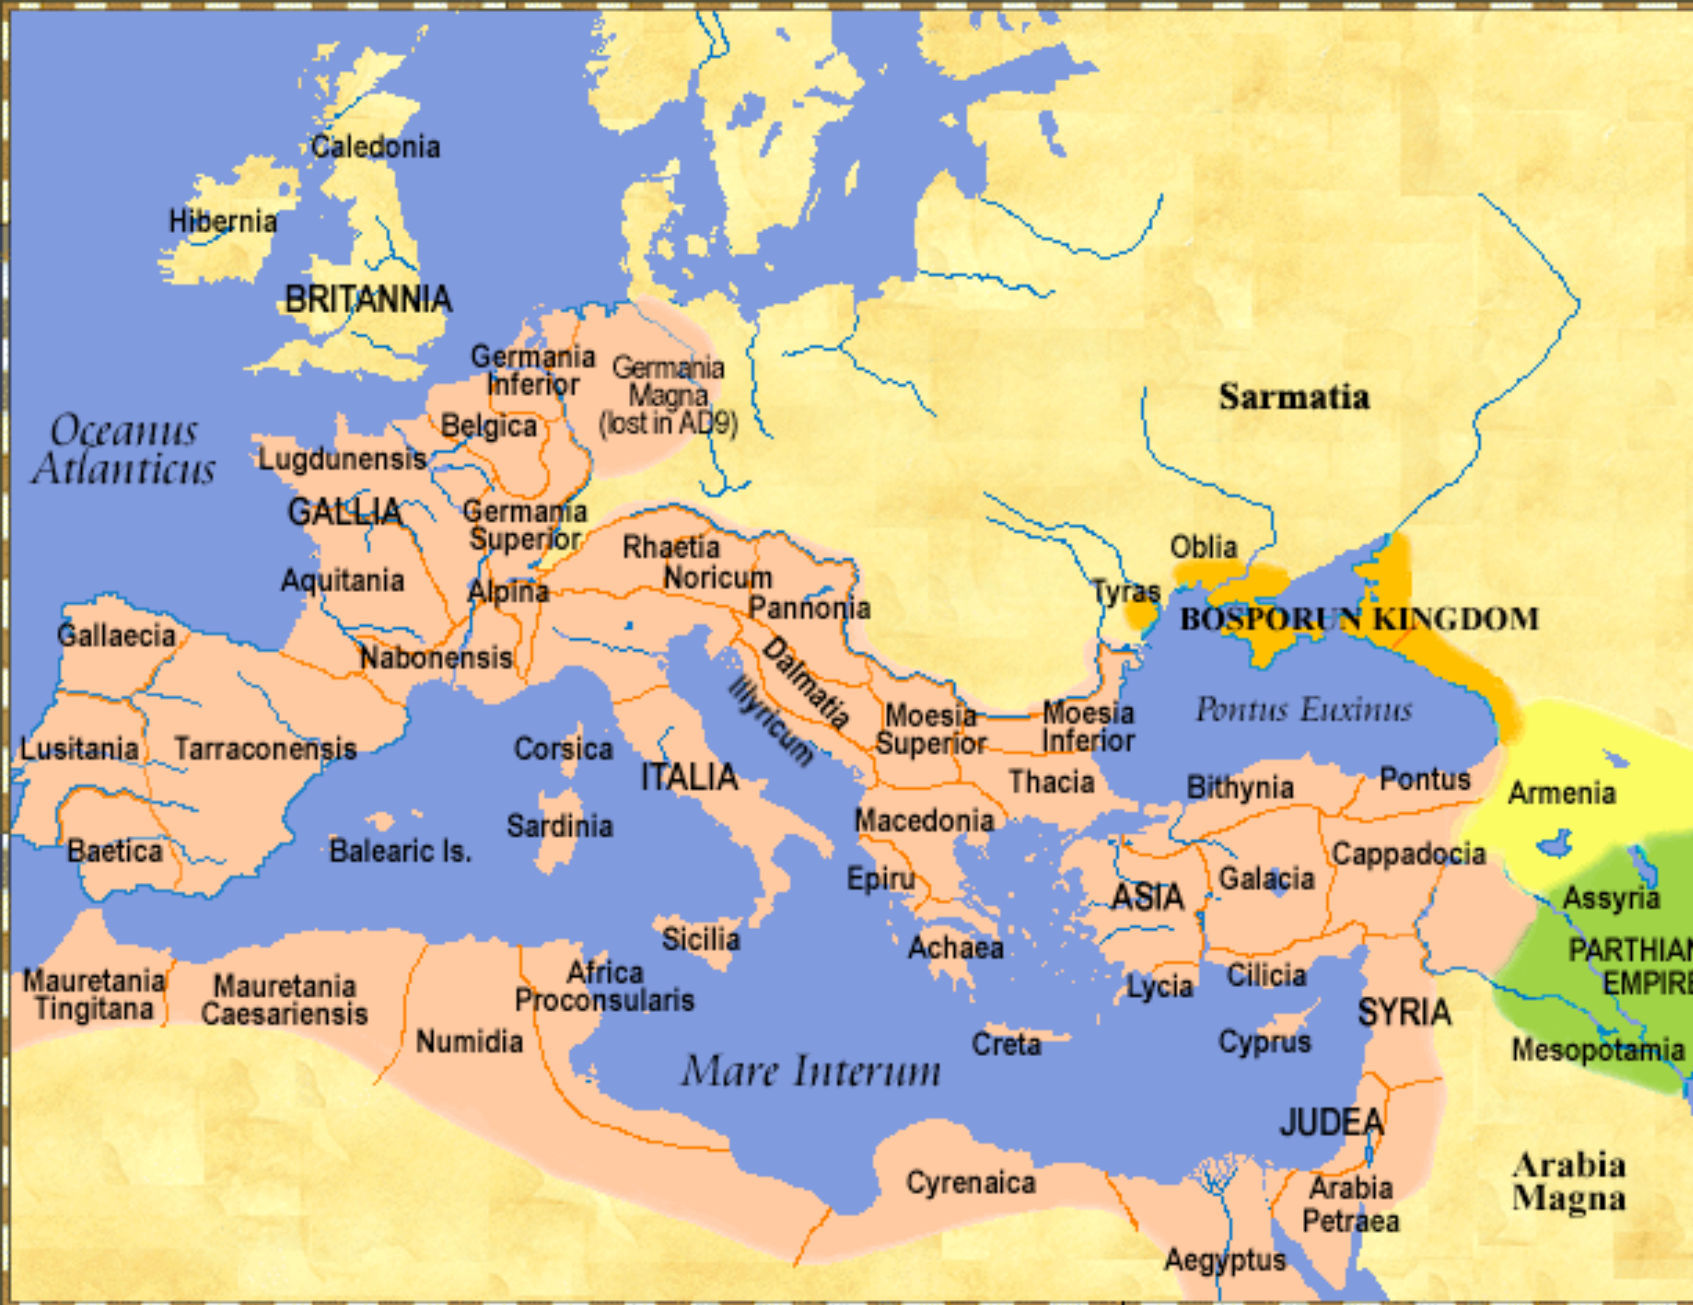 Caledonia
Hibernia
BRITANNIA
Germania
Inferior
Germania
Magna
(lost in AD9)
Belgica
Sarmatia
Oceanus
Atlanticus
Lugdunensis
GALLIA
Germania
Superior
Rhaetia
Noricum
Oblia
Aquitania
Alpina
Pannonia
Tyras
BOSPORUN KINGDOM
Gallaecia
Nabonensis
Dalmatia
Illyricum
Moesia
Superior
Moesia
Inferior
Pontus Euxinus
Lusitania
Tarraconensis
Corsica
ITALIA
Thacia
Bithynia
Pontus
Armenia
Sardinia
Macedonia
Baetica
Balearic Is.
Epiru
ASIA
Galacia
Cappadocia
Assyria
Sicilia
Achaea
PARTHIAN
EMPIRE
Mauretania
Tingitana
Mauretania
Caesariensis
Africa
Proconsularis
Lycia
Cilicia
SYRIA
Numidia
Creta
Cyprus
Mesopotamia
Mare Interum
JUDEA
Cyrenaica
Arabia
Petraea
Arabia
Magna
Aegyptus